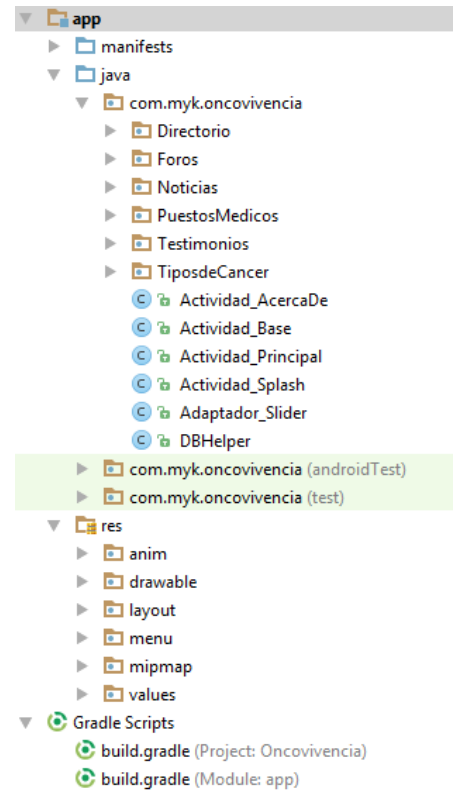 app
manifests
java
com.myk.oncovivencia
Directorio
Foros
Noticias
PuestosMedicos
Testimonios
TiposdeCancer
C Actividad_AcercaDe
C Actividad_Base
C Actividad_Principal
C Actividad_Splash
C Adaptador_Slider
C DBHelper
com.myk.oncovivencia (androidTest)
com.myk.oncovivencia (test)
res
anim
drawable
layout
menu
mipmap
values
Gradle Scripts
build.gradle (Project: Oncovivencia)
build.gradle (Module: app)